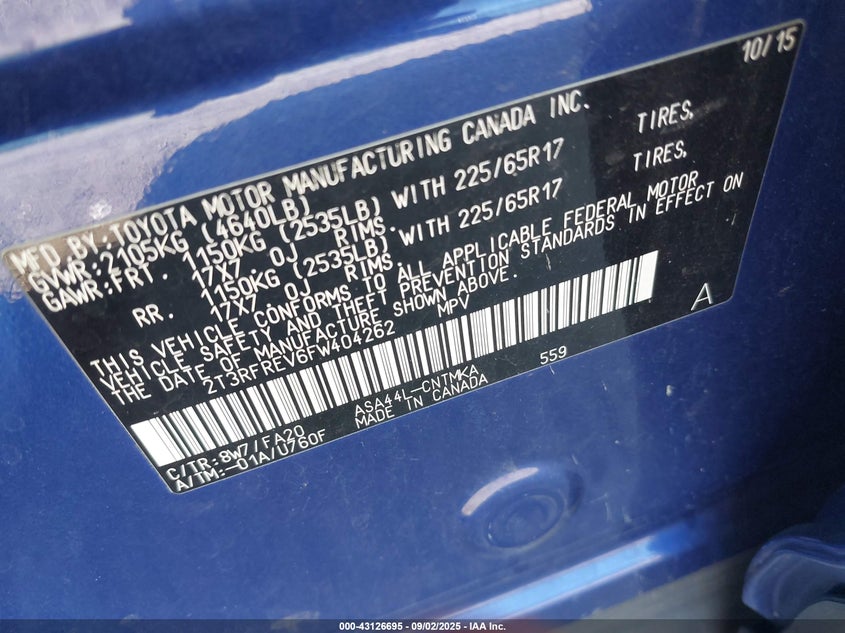 10/15
MFD. BY: TOYOTA MOTOR MANUFACTURING CANADA INC.
GVWR: 2105KG (4640LB)
GAWR: FRT. 1150KG (2535LB) WITH 225/65R17 TIRES,
17X7.0J RIMS.
RR. 1150KG (2535LB) WITH 225/65R17 TIRES,
17X7.0J RIMS.
THIS VEHICLE CONFORMS TO ALL APPLICABLE FEDERAL MOTOR
VEHICLE SAFETY AND THEFT PREVENTION STANDARDS IN EFFECT ON
THE DATE OF MANUFACTURE SHOWN ABOVE.
2T3RFREV6FW404262 MPV
A
559
C/TR: 8W7/FA20 ASA44L-CNTMKA
A/TM: -01A/U760F MADE IN CANADA
000-43126695 - 09/02/2025 - IAA Inc.